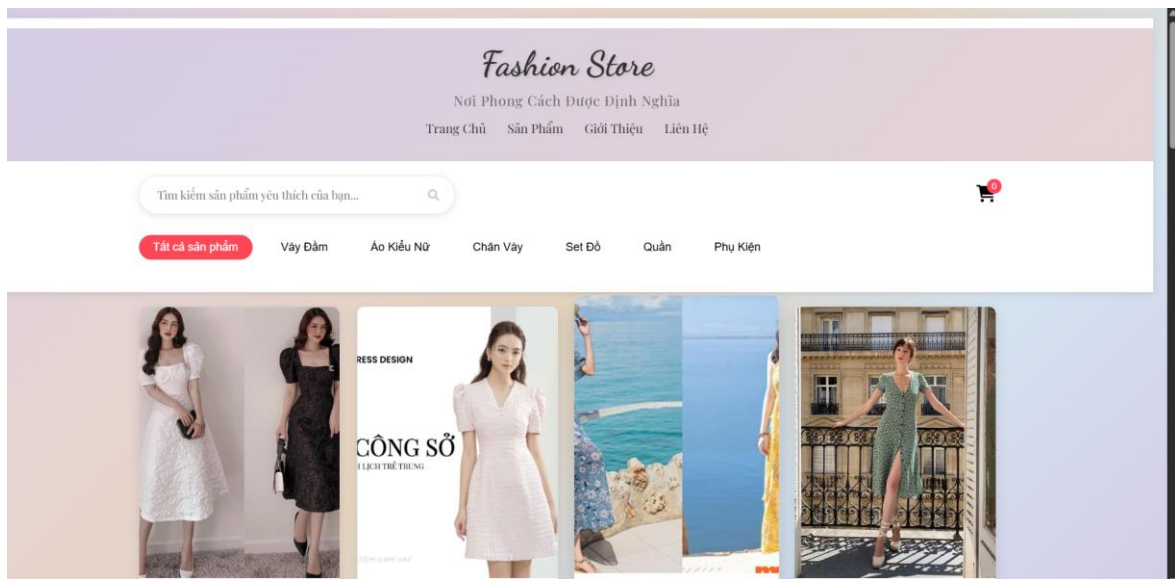 Fashion Store
Nơi Phong Cách Được Định Nghĩa
Trang Chủ Sản Phẩm Giới Thiệu Liên Hệ
Tìm kiếm sản phẩm yêu thích của bạn...
0
Tất cả sản phẩm Váy Đầm Áo Kiểu Nữ Chân Váy Set Đồ Quần Phụ Kiện
RESS DESIGN
CÔNG SỞ
H LỊCH TRẺ TRUNG